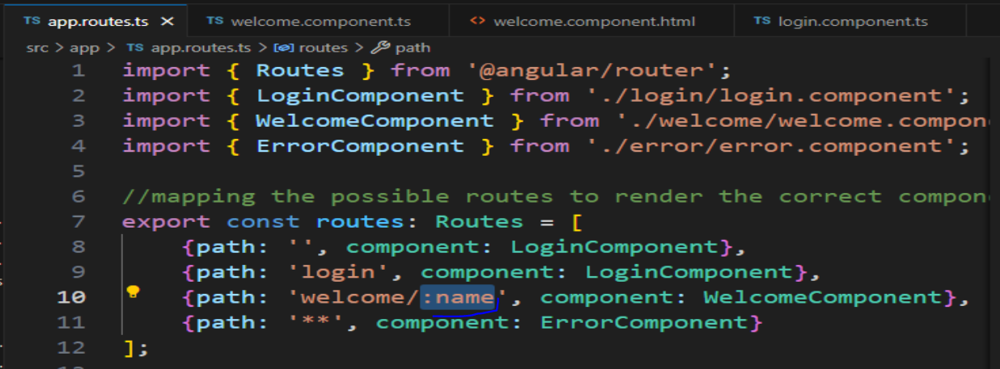 TS app.routes.ts × TS welcome.component.ts <> welcome.component.html TS login.component.ts
src > app > TS app.routes.ts > routes > path
1 import { Routes } from '@angular/router';
2 import { LoginComponent } from './login/login.component';
3 import { WelcomeComponent } from './welcome/welcome.compon
4 import { ErrorComponent } from './error/error.component';
5
6 //mapping the possible routes to render the correct compon
7 export const routes: Routes = [
8 {path: '', component: LoginComponent},
9 {path: 'login', component: LoginComponent},
10 {path: 'welcome/:name', component: WelcomeComponent},
11 {path: '**', component: ErrorComponent}
12 ];